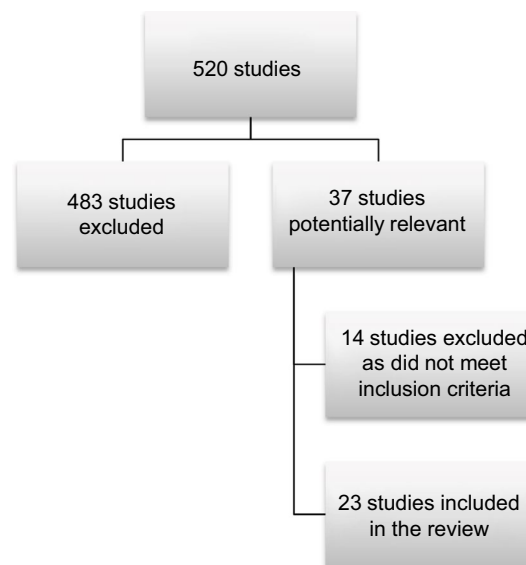 520 studies
483 studies
excluded
37 studies
potentially relevant
14 studies excluded
as did not meet
inclusion criteria
23 studies included
in the review